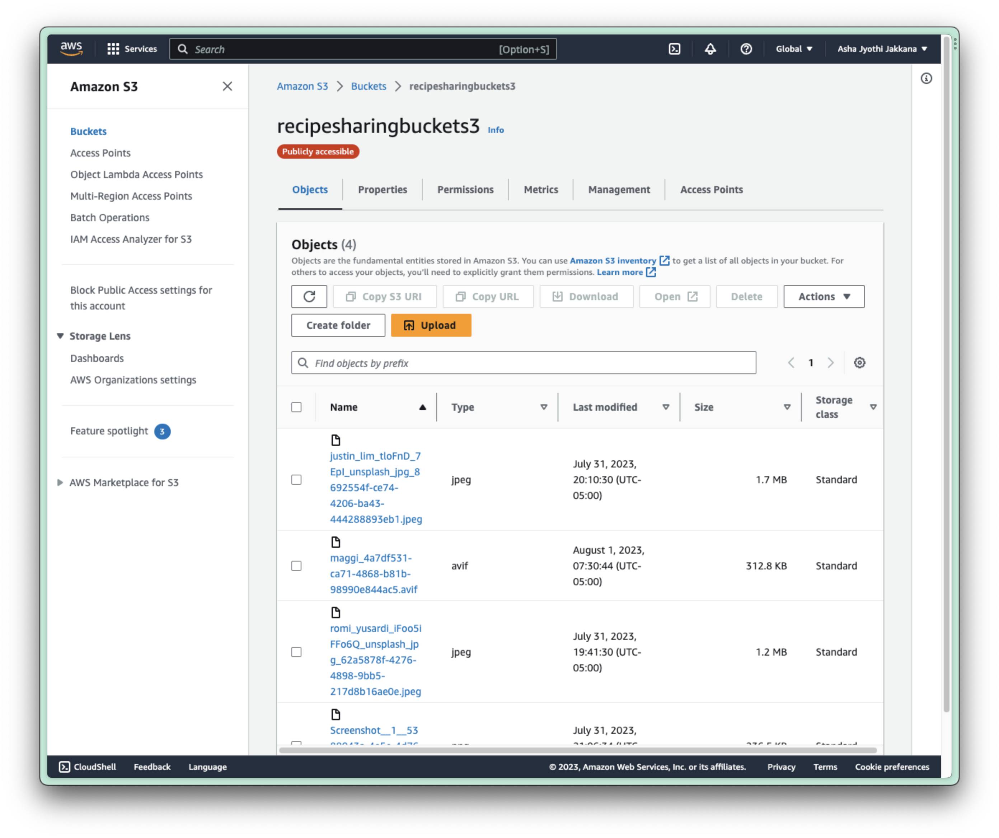 aws
Services
Search
[Option+S]
Global
Asha Jyothi Jakkana
Amazon S3
Buckets
Access Points
Object Lambda Access Points
Multi-Region Access Points
Batch Operations
IAM Access Analyzer for S3
Block Public Access settings for
this account
Storage Lens
Dashboards
AWS Organizations settings
Feature spotlight 3
AWS Marketplace for S3
Amazon S3 > Buckets > recipesharingbuckets3
recipesharingbuckets3 Info
Publicly accessible
Objects
Properties
Permissions
Metrics
Management
Access Points
Objects (4)
Objects are the fundamental entities stored in Amazon S3. You can use Amazon S3 inventory to get a list of all objects in your bucket. For
others to access your objects, you'll need to explicitly grant them permissions. Learn more
Copy S3 URI
Copy URL
Download
Open
Delete
Actions
Create folder
Upload
Find objects by prefix
1
Name
Type
Last modified
Size
Storage
class
justin_lim_tloFnD_7
EpI_unsplash_jpg_8
692554f-ce74-
4206-ba43-
444288893eb1.jpeg
jpeg
July 31, 2023,
20:10:30 (UTC-
05:00)
1.7 MB
Standard
maggi_4a7df531-
ca71-4868-b81b-
98990e844ac5.avif
avif
August 1, 2023,
07:30:44 (UTC-
05:00)
312.8 KB
Standard
romi_yusardi_iFoo5i
FFo6Q_unsplash_jp
g_62a5878f-4276-
4898-9bb5-
217d8b16ae0e.jpeg
jpeg
July 31, 2023,
19:41:30 (UTC-
05:00)
1.2 MB
Standard
Screenshot__1__53
July 31, 2023,
Standard
CloudShell
Feedback
Language
© 2023, Amazon Web Services, Inc. or its affiliates.
Privacy
Terms
Cookie preferences